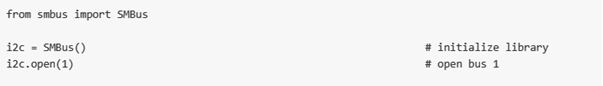 from smbus import SMBus
i2c = SMBus() # initialize library
i2c.open(1) # open bus 1